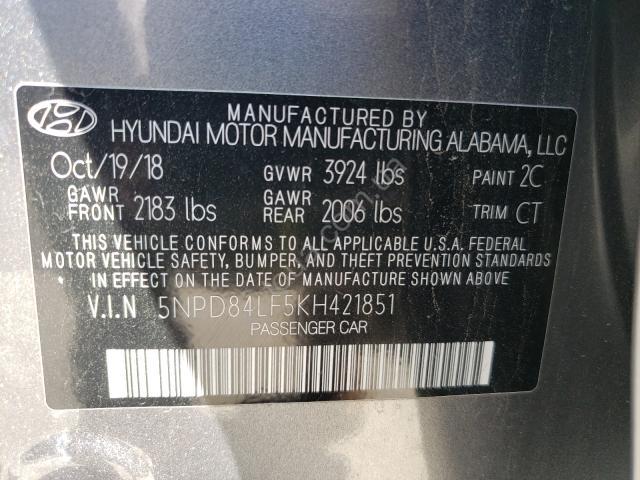 MANUFACTURED BY
HYUNDAI MOTOR MANUFACTURING ALABAMA, LLC
Oct/19/18 GVWR 3924 lbs PAINT 2C
GAWR FRONT 2183 lbs GAWR REAR 2006 lbs TRIM CT
THIS VEHICLE CONFORMS TO ALL APPLICABLE U.S.A. FEDERAL
MOTOR VEHICLE SAFETY, BUMPER, AND THEFT PREVENTION STANDARDS
* IN EFFECT ON THE DATE OF MANUFACTURE SHOWN ABOVE *
V.I.N 5NPD84LF5KH421851
PASSENGER CAR